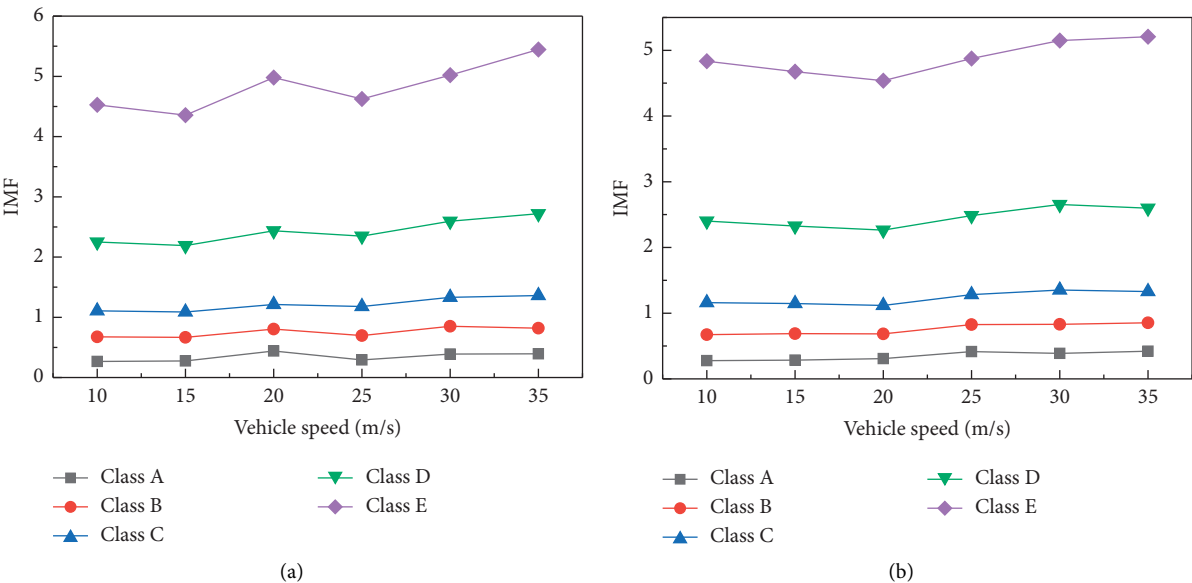 6
5
4
3
2
1
0
IMF
10 15 20 25 30 35
Vehicle speed (m/s)
Class A
Class B
Class C
Class D
Class E
(a)
5
4
3
2
1
0
IMF
10 15 20 25 30 35
Vehicle speed (m/s)
Class A
Class B
Class C
Class D
Class E
(b)